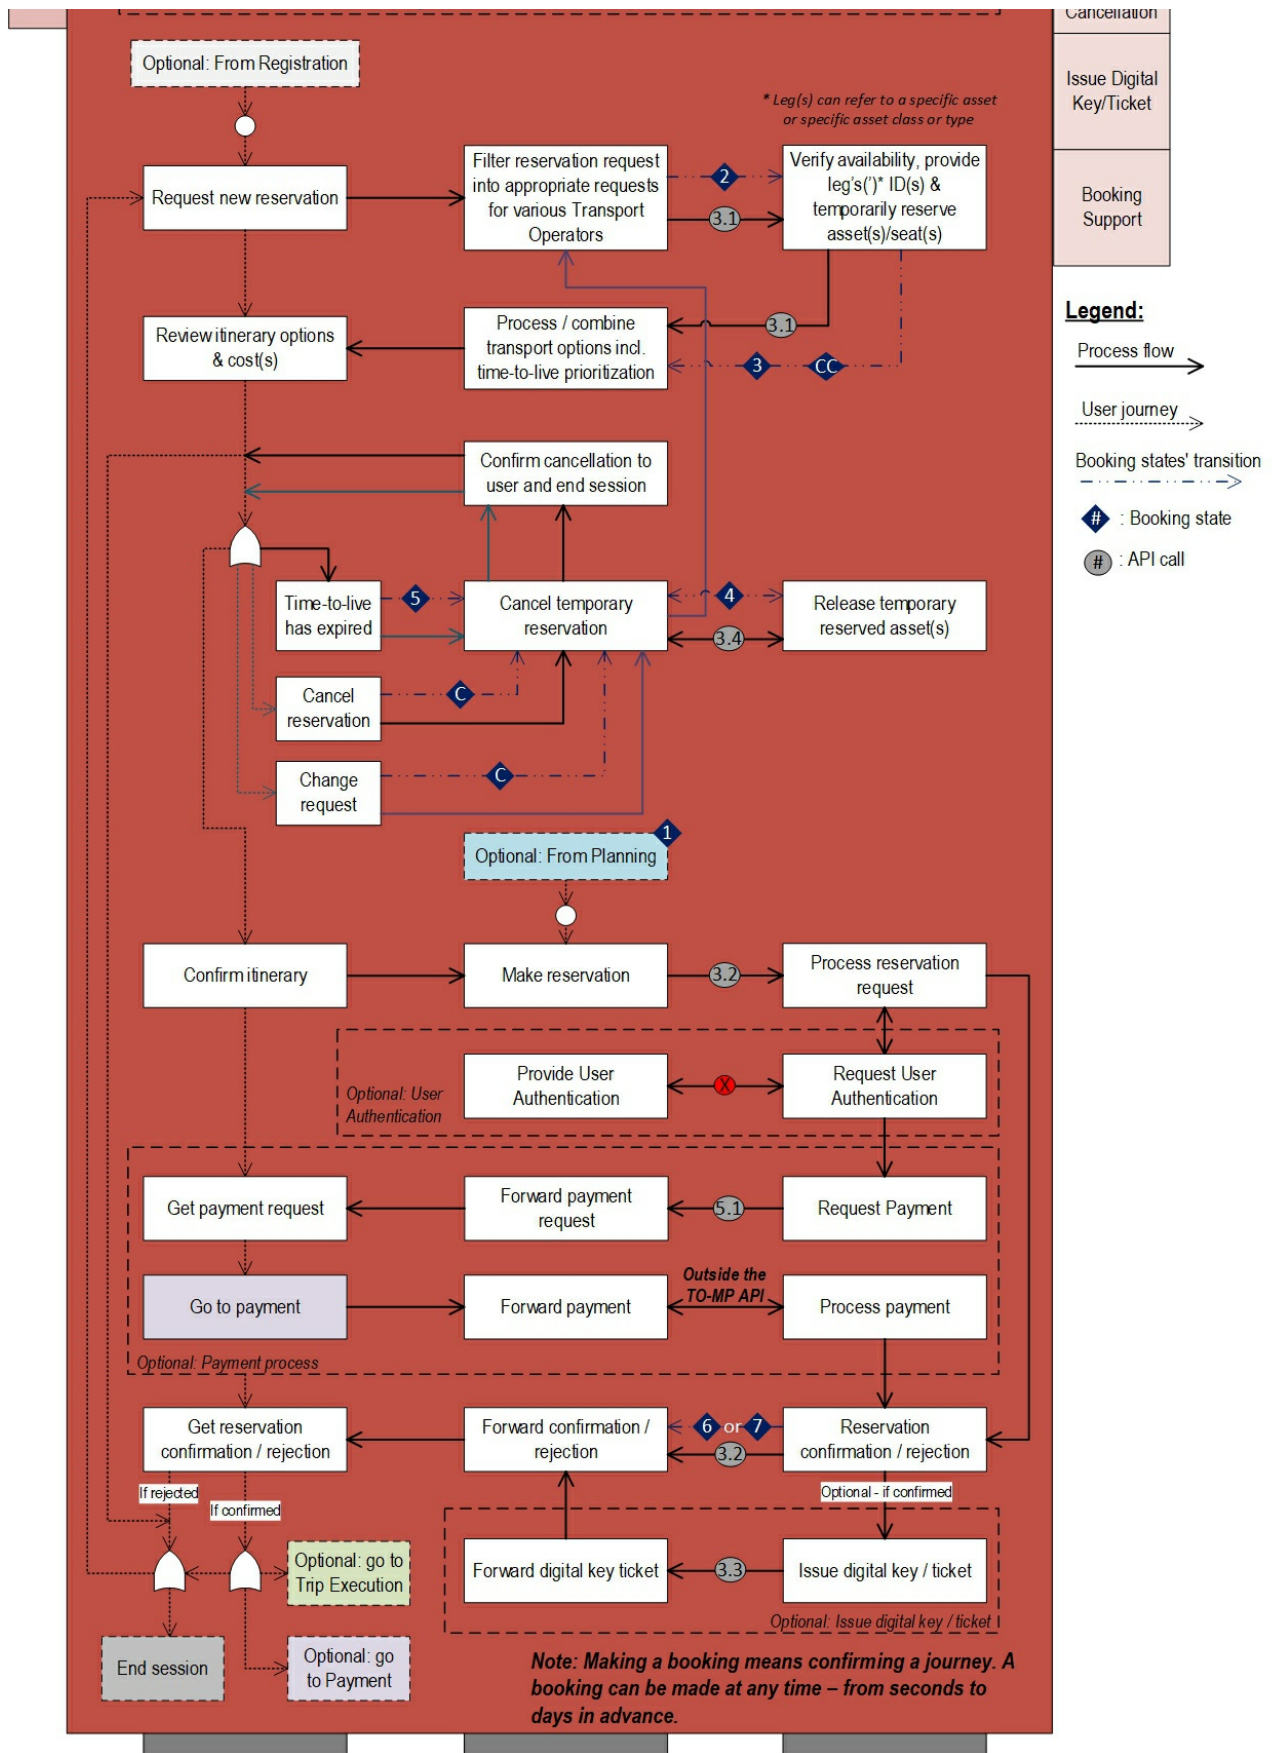 Cancellation
Optional: From Registration
Issue Digital
Key/Ticket
* Leg(s) can refer to a specific asset
or specific asset class or type
Request new reservation
Filter reservation request
into appropriate requests
for various Transport
Operators
2
3.1
Verify availability, provide
leg's(')* ID(s) &
temporarily reserve
asset(s)/seat(s)
Booking
Support
Legend:
Process flow
User journey
Booking states' transition
# : Booking state
# : API call
Review itinerary options
& cost(s)
Process / combine
transport options incl.
time-to-live prioritization
3.1
3
CC
Confirm cancellation to
user and end session
Time-to-live
has expired
5
Cancel temporary
reservation
4
3.4
Release temporary
reserved asset(s)
Cancel
reservation
C
Change
request
C
1
Optional: From Planning
Confirm itinerary
Make reservation
3.2
Process reservation
request
Optional: User
Authentication
Provide User
Authentication
X
Request User
Authentication
Get payment request
Forward payment
request
5.1
Request Payment
Go to payment
Forward payment
Outside the
TO-MP API
Process payment
Optional: Payment process
Get reservation
confirmation / rejection
Forward confirmation /
rejection
6 or 7
3.2
Reservation
confirmation / rejection
If rejected
If confirmed
Optional - if confirmed
Optional: go to
Trip Execution
Forward digital key ticket
3.3
Issue digital key / ticket
Optional: Issue digital key / ticket
End session
Optional: go
to Payment
Note: Making a booking means confirming a journey. A
booking can be made at any time – from seconds to
days in advance.